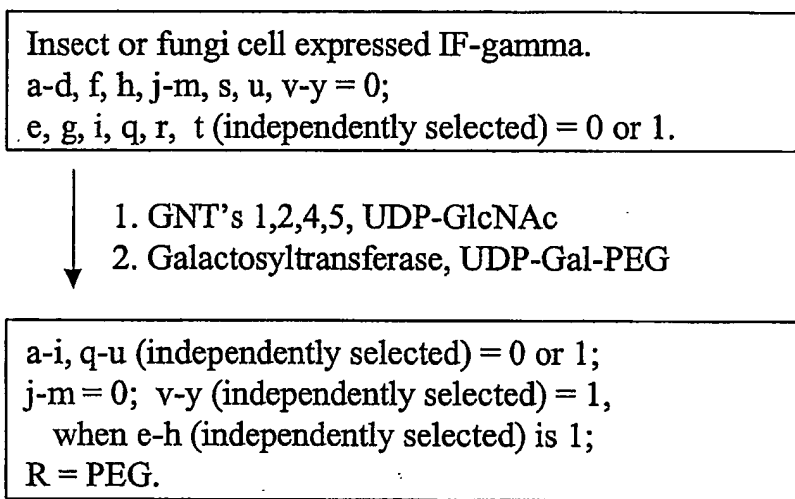 Insect or fungi cell expressed IF-gamma.
a-d, f, h, j-m, s, u, v-y = 0;
e, g, i, q, r, t (independently selected) = 0 or 1.
1. GNT's 1,2,4,5, UDP-GlcNAc
2. Galactosyltransferase, UDP-Gal-PEG
a-i, q-u (independently selected) = 0 or 1;
j-m = 0; v-y (independently selected) = 1,
when e-h (independently selected) is 1;
R = PEG.